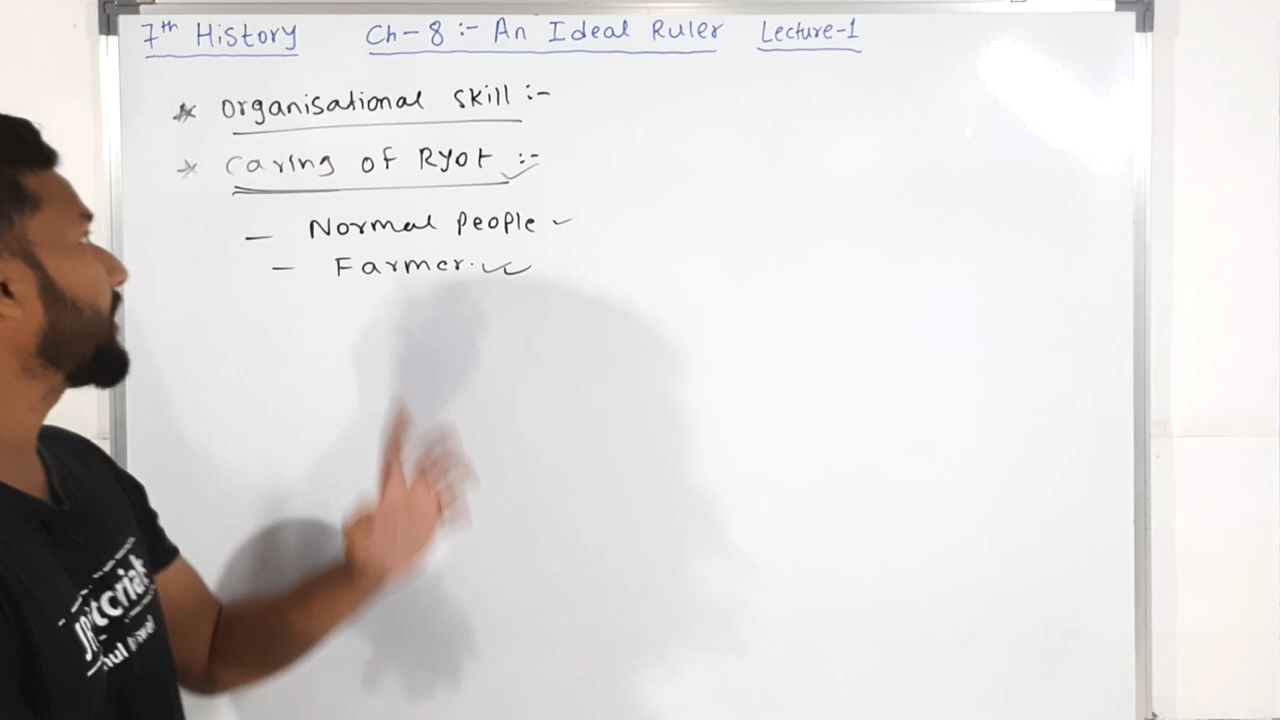 7th History Ch-8:- An Ideal Ruler Lecture-1
* Organisational skill :-
* Caring of Ryot :-
— Normal People
— Farmer.